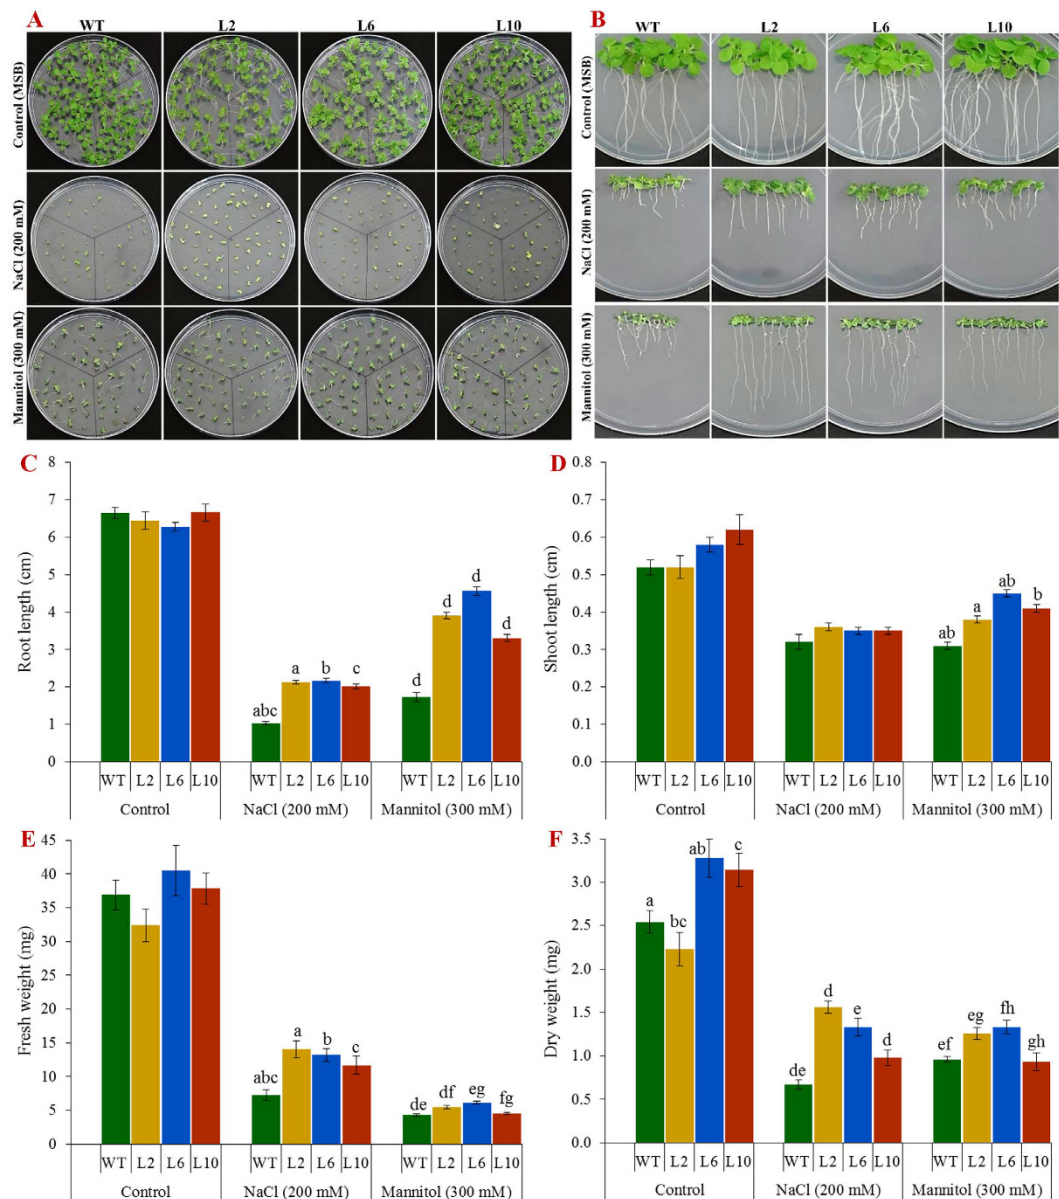 A WT L2 L6 L10
Control (MSB)
NaCl (200 mM)
Mannitol (300 mM)
B WT L2 L6 L10
Control (MSB)
NaCl (200 mM)
Mannitol (300 mM)
C
Root length (cm)
8
7
6
5
4
3
2
1
0
abc a b c
d d d d
WT L2 L6 L10 WT L2 L6 L10 WT L2 L6 L10
Control NaCl (200 mM) Mannitol (300 mM)
D
Shoot length (cm)
0.8
0.7
0.6
0.5
0.4
0.3
0.2
0.1
0.0
ab a ab b
WT L2 L6 L10 WT L2 L6 L10 WT L2 L6 L10
Control NaCl (200 mM) Mannitol (300 mM)
E
Fresh weight (mg)
45
40
35
30
25
20
15
10
5
0
abc a b c
de df eg fg
WT L2 L6 L10 WT L2 L6 L10 WT L2 L6 L10
Control NaCl (200 mM) Mannitol (300 mM)
F
Dry weight (mg)
3.5
3.0
2.5
2.0
1.5
1.0
0.5
0.0
a bc ab c
de d e d
ef eg fh gh
WT L2 L6 L10 WT L2 L6 L10 WT L2 L6 L10
Control NaCl (200 mM) Mannitol (300 mM)